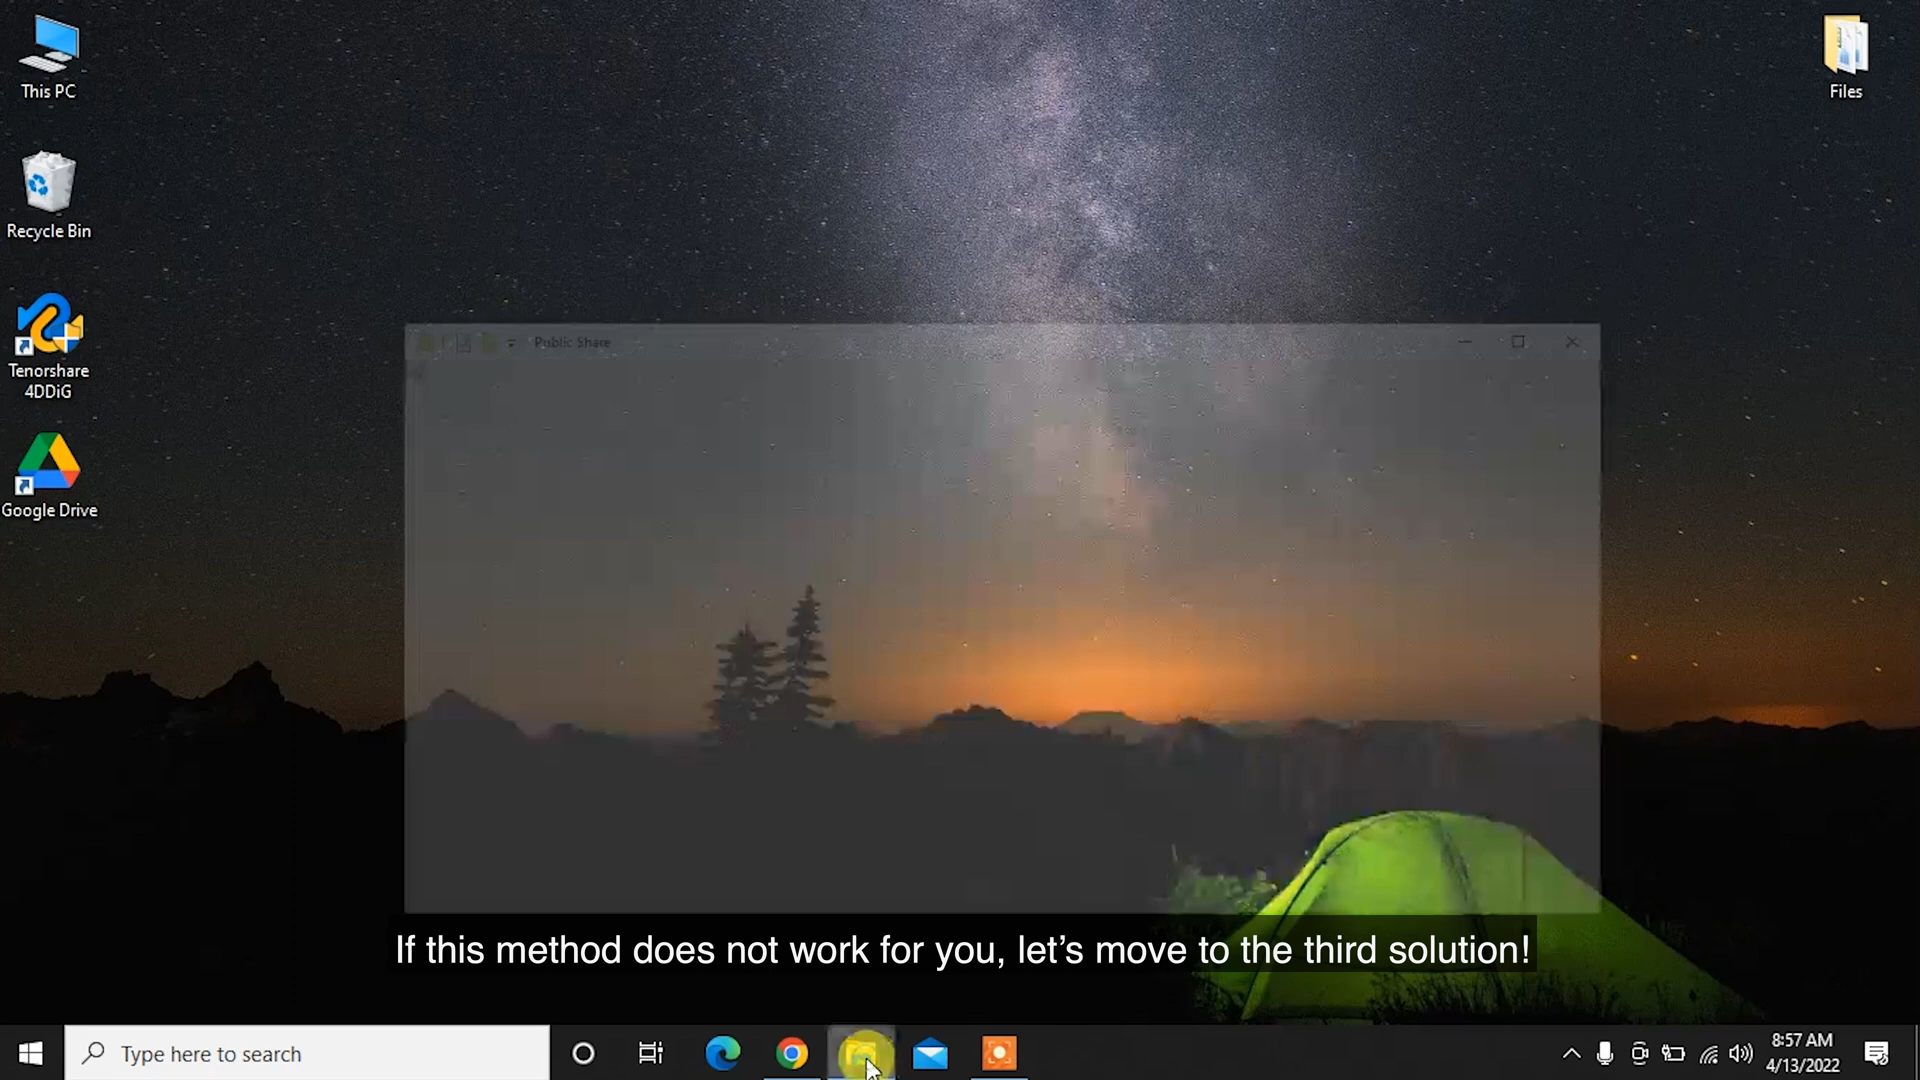 This PC
Files
Recycle Bin
Tenorshare
4DDiG
Google Drive
Public Share
If this method does not work for you, let’s move to the third solution!
Type here to search
8:57 AM
4/13/2022